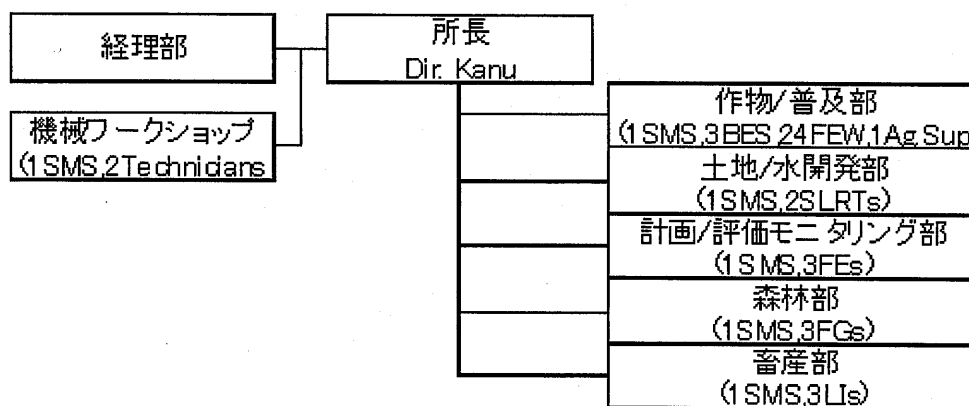 経理部
所長
Dir. Kanu
機械ワークショップ
(1SMS,2Technicians
作物/普及部
(1SMS,3BES,24FEW,1Ag.Sup
土地/水開発部
(1SMS,2SLRTs)
計画/評価モニタリング部
(1SMS,3FEs)
森林部
(1SMS,3FGs)
畜産部
(1SMS,3LIs)